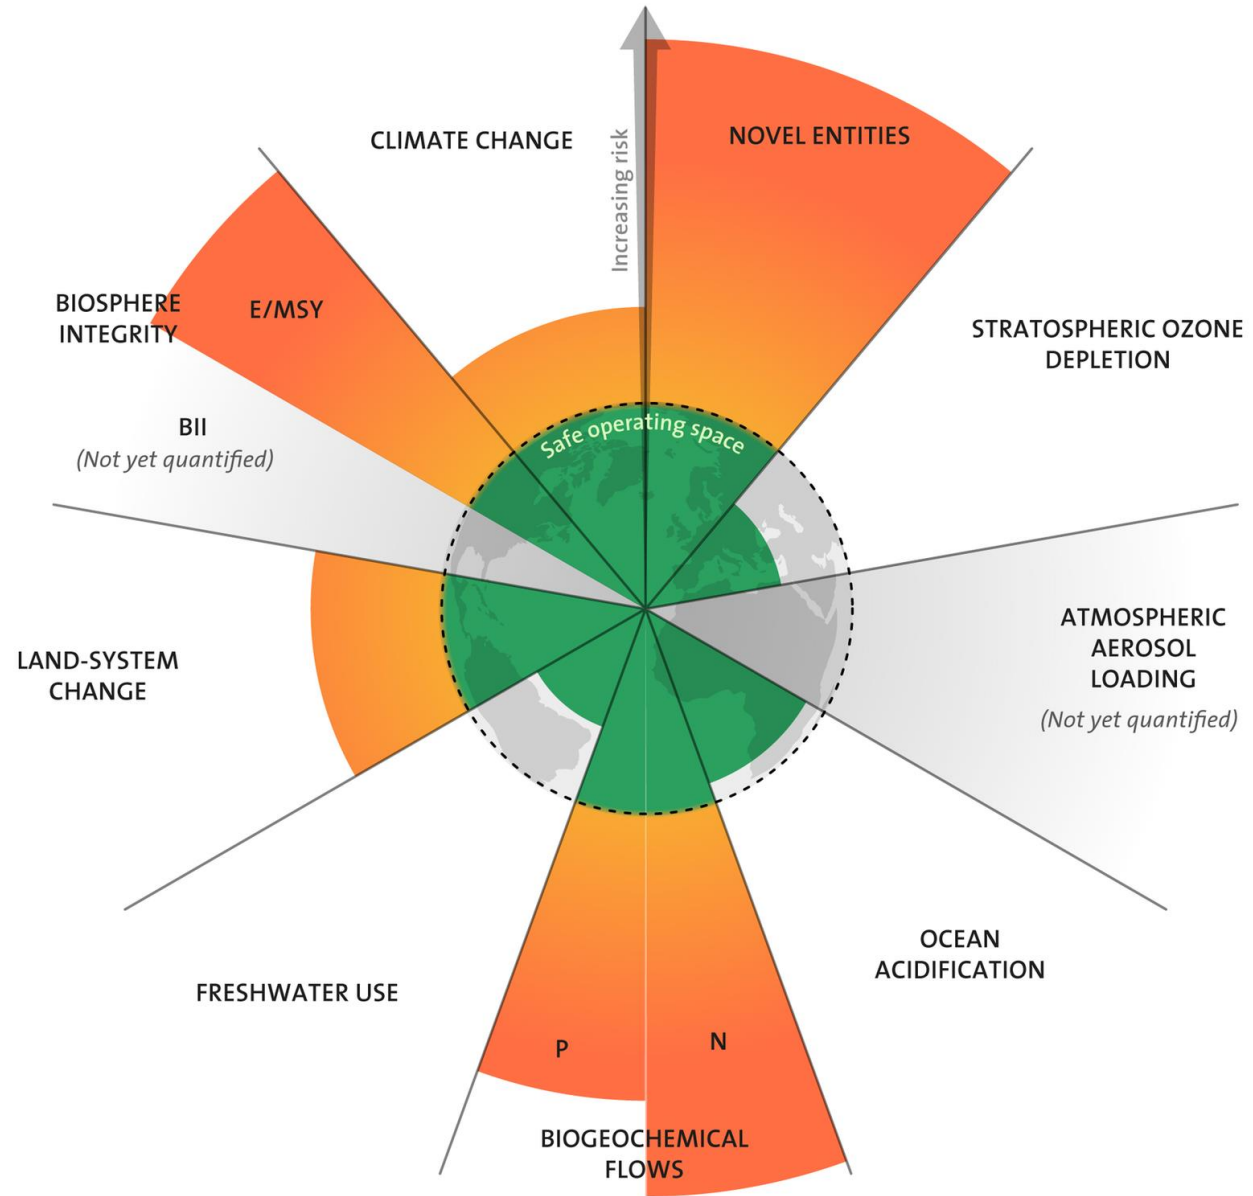 CLIMATE CHANGE
Increasing risk
NOVEL ENTITIES
BIOSPHERE
INTEGRITY
E/MSY
STRATOSPHERIC OZONE
DEPLETION
BII
(Not yet quantified)
Safe operating space
ATMOSPHERIC
AEROSOL
LOADING
(Not yet quantified)
LAND-SYSTEM
CHANGE
OCEAN
ACIDIFICATION
FRESHWATER USE
P
N
BIOGEOCHEMICAL
FLOWS